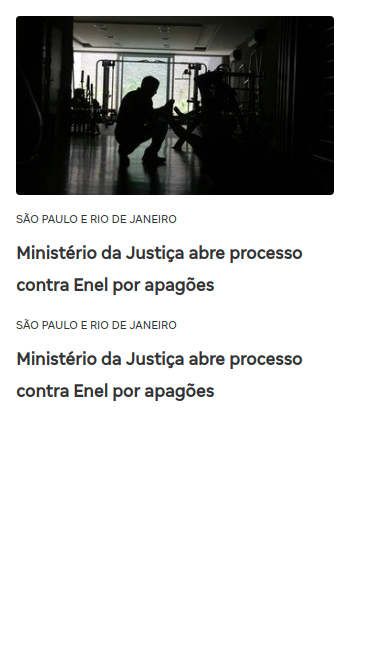 SÃO PAULO E RIO DE JANEIRO
Ministério da Justiça abre processo
contra Enel por apagões
SÃO PAULO E RIO DE JANEIRO
Ministério da Justiça abre processo
contra Enel por apagões